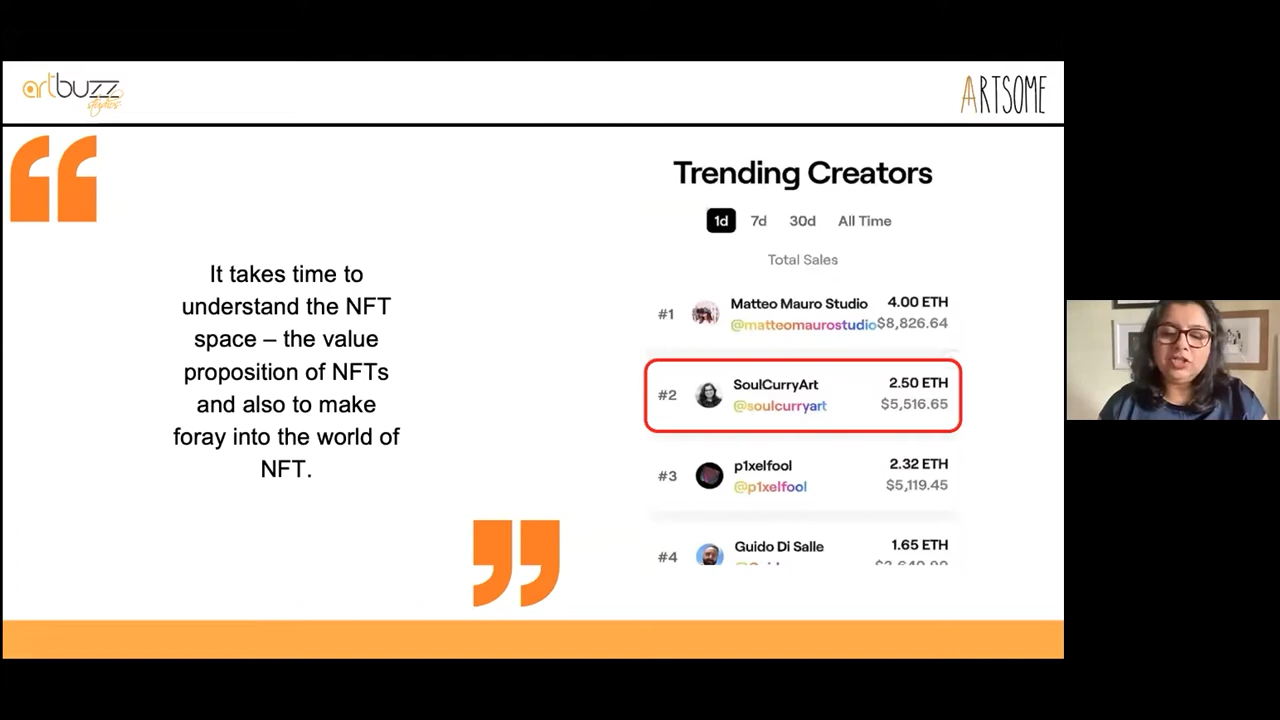 artbuzz
studios
ARTSOME
It takes time to
understand the NFT
space – the value
proposition of NFTs
and also to make
foray into the world of
NFT.
Trending Creators
1d 7d 30d All Time
Total Sales
#1 Matteo Mauro Studio 4.00 ETH
@matteomaurostudio $8,826.64
#2 SoulCurryArt 2.50 ETH
@soulcurryart $5,516.65
#3 p1xelfool 2.32 ETH
@p1xelfool $5,119.45
#4 Guido Di Salle 1.65 ETH